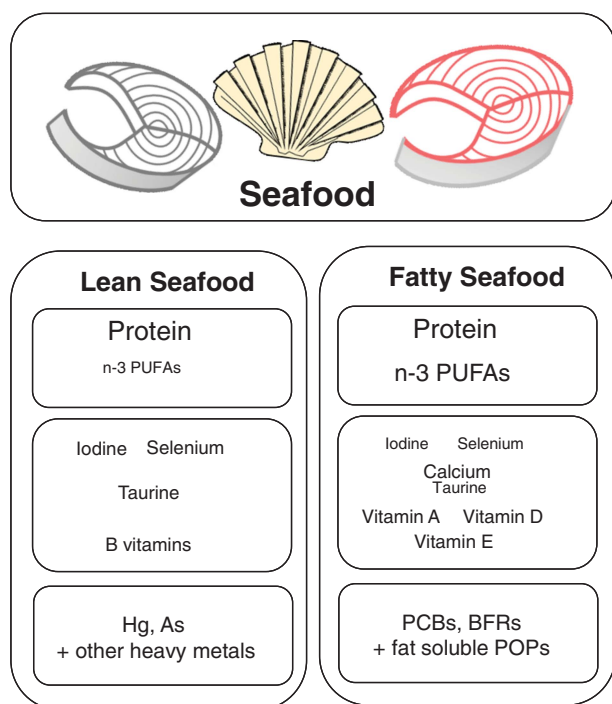 Seafood
Lean Seafood
Protein
n-3 PUFAs
Iodine Selenium
Taurine
B vitamins
Hg, As
+ other heavy metals
Fatty Seafood
Protein
n-3 PUFAs
Iodine Selenium
Calcium
Taurine
Vitamin A Vitamin D
Vitamin E
PCBs, BFRs
+ fat soluble POPs